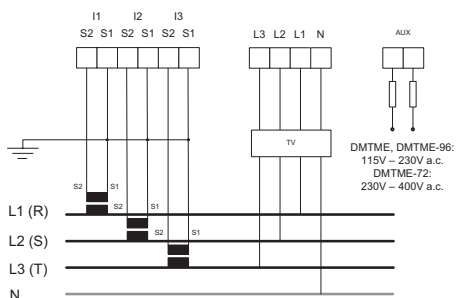 I1 I2 I3
S2 S1 S2 S1 S2 S1
L3 L2 L1 N
AUX
TV
DMTME, DMTME-96:
115V – 230V a.c.
DMTME-72:
230V – 400V a.c.
S2 S1
L1 (R)
S2 S1
L2 (S)
S2 S1
L3 (T)
N